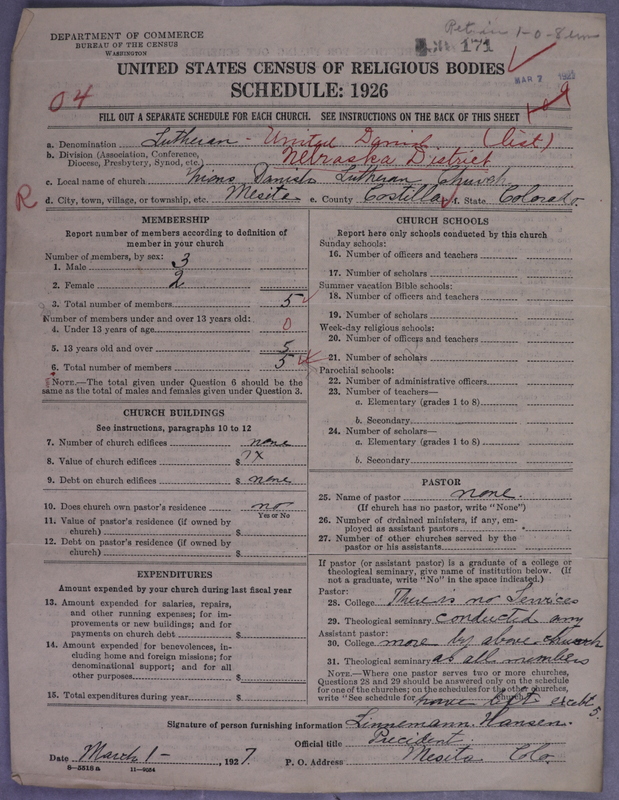 DEPARTMENT OF COMMERCE
BUREAU OF THE CENSUS
WASHINGTON
1-0-8
171
MAR 2
UNITED STATES CENSUS OF RELIGIOUS BODIES
SCHEDULE: 1926
04
FILL OUT A SEPARATE SCHEDULE FOR EACH CHURCH. SEE INSTRUCTIONS ON THE BACK OF THIS SHEET
a. Denomination Lutheran - United Danish (list)
b. Division (Association, Conference, Diocese, Presbytery, Synod, etc.) Nebraska District
c. Local name of church Danish Lutheran Church
R
d. City, town, village, or township, etc. Mesita e. County Costilla f. State Colorado
MEMBERSHIP
Report number of members according to definition of member in your church
Number of members, by sex:
1. Male 3
2. Female 2
3. Total number of members 5
Number of members under and over 13 years old:
4. Under 13 years of age 0
5. 13 years old and over 5
6. Total number of members 5
NOTE.—The total given under Question 6 should be the same as the total of males and females given under Question 3.
CHURCH BUILDINGS
See instructions, paragraphs 10 to 12
7. Number of church edifices none
8. Value of church edifices $
9. Debt on church edifices $ none
10. Does church own pastor's residence no
Yes or No
11. Value of pastor's residence (if owned by church) $
12. Debt on pastor's residence (if owned by church) $
EXPENDITURES
Amount expended by church during last fiscal year
13. Amount expended for salaries, repairs, and other running expenses; for improvements or new buildings; and for payments on church debt $
14. Amount expended for benevolences, including home and foreign missions; for denominational support; and for all other purposes $
15. Total expenditures during year $
CHURCH SCHOOLS
Report here only schools conducted by this church
Sunday schools:
16. Number of officers and teachers
17. Number of scholars
Summer vacation Bible schools:
18. Number of officers and teachers
19. Number of scholars
Week-day religious schools:
20. Number of officers and teachers
21. Number of scholars
Parochial schools:
22. Number of administrative officers
23. Number of teachers—
a. Elementary (grades 1 to 8)
b. Secondary
24. Number of scholars—
a. Elementary (grades 1 to 8)
b. Secondary
PASTOR
25. Name of pastor none.
(If church has no pastor, write "None")
26. Number of ordained ministers, if any, employed as assistant pastors
27. Number of other churches served by the pastor or his assistants
If pastor (or assistant pastor) is a graduate of a college or theological seminary, give name of institution below. (If not a graduate, write "No" in the space indicated.)
Pastor:
28. College There is no Services
29. Theological seminary conducted any
Assistant pastor:
30. College more by above church
31. Theological seminary as all members
NOTE.—Where one pastor serves two or more churches, Questions 28 and 29 should be answered only on the schedule for one of the churches; on the schedules for the other churches, write "See schedule for church."
have left except 5.
Signature of person furnishing information Linnemann Hansen.
Official title Precident
Date March 1 - , 1927. P. O. Address Mesita Colo.
8—5516 a 11—9054